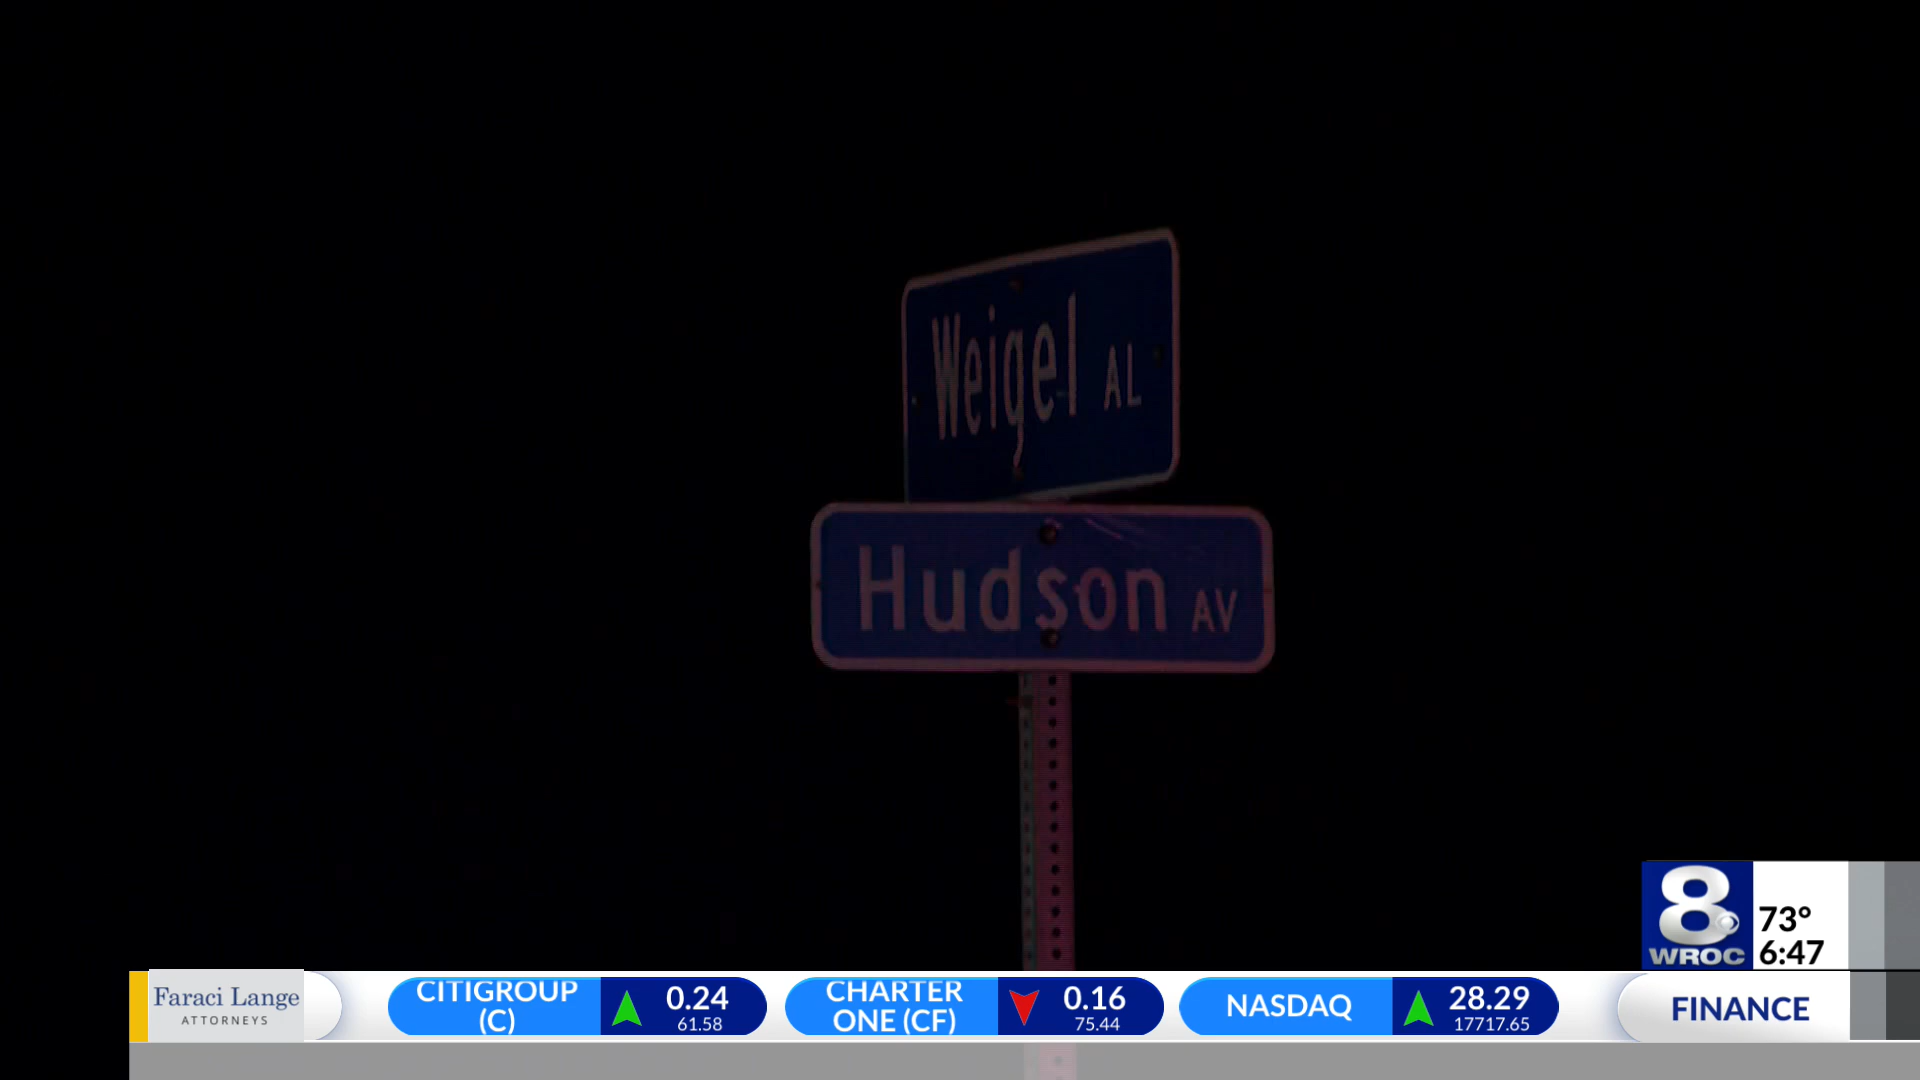 Weigel AL
Hudson AV
8
WROC
73°
6:47
Faraci Lange
ATTORNEYS
CITIGROUP
(C)
0.24
61.58
CHARTER
ONE (CF)
0.16
75.44
NASDAQ
28.29
17717.65
FINANCE